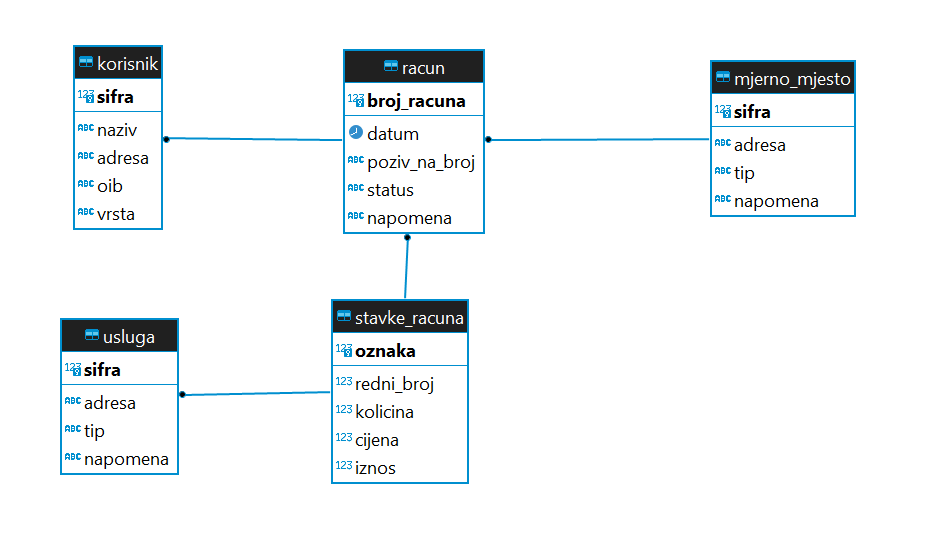 korisnik
123 sifra
ABC naziv
ABC adresa
ABC oib
ABC vrsta
racun
123 broj_racuna
datum
ABC poziv_na_broj
ABC status
ABC napomena
mjerno_mjesto
123 sifra
ABC adresa
ABC tip
ABC napomena
usluga
123 sifra
ABC adresa
ABC tip
ABC napomena
stavke_racuna
123 oznaka
123 redni_broj
123 kolicina
123 cijena
123 iznos